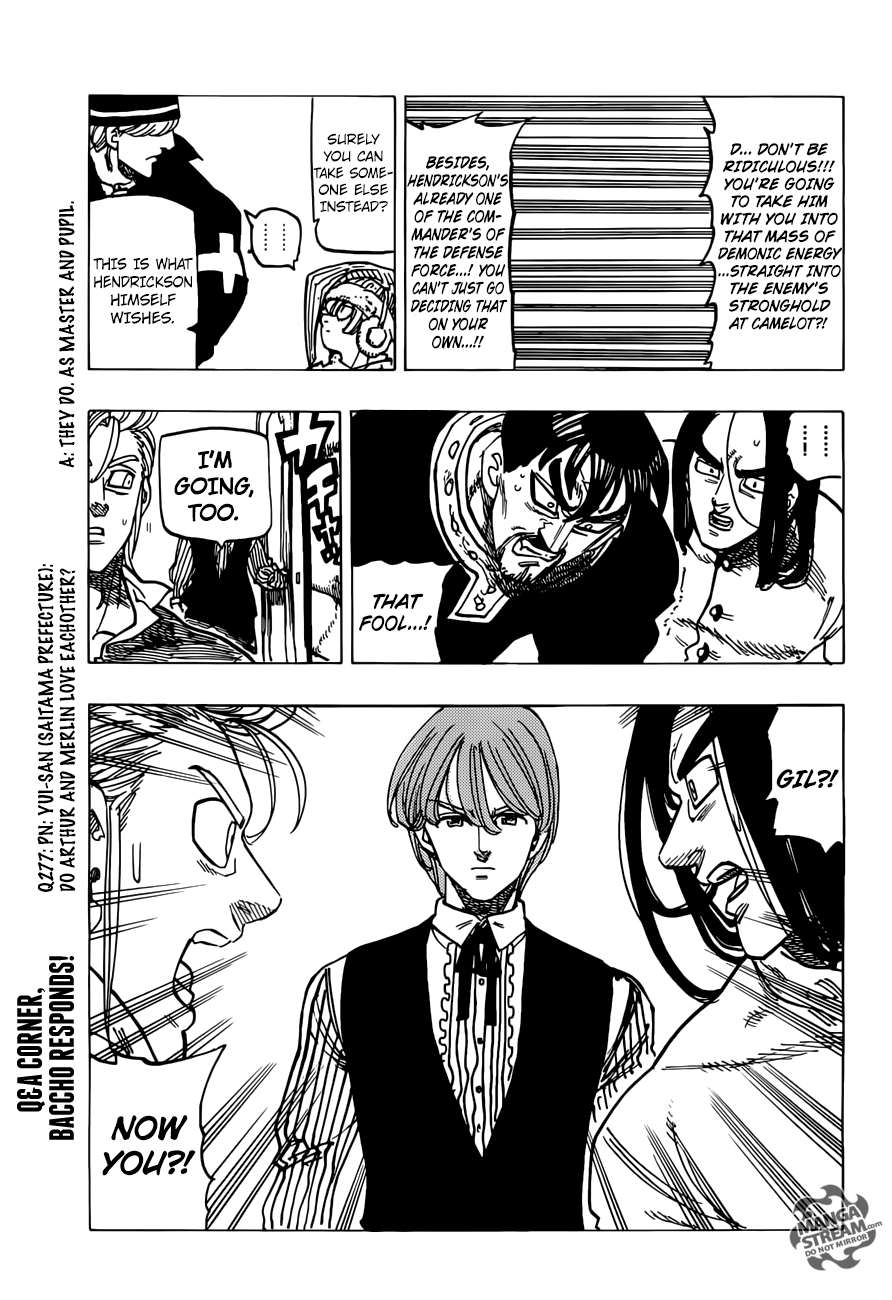 D... DON'T BE
RIDICULOUS!!!
YOU'RE GOING
TO TAKE HIM
WITH YOU INTO
THAT MASS OF
DEMONIC ENERGY
...STRAIGHT INTO
THE ENEMY'S
STRONGHOLD
AT CAMELOT?!
BESIDES,
HENDRICKSON'S
ALREADY ONE
OF THE COM-
MANDER'S OF
THE DEFENSE
FORCE...! YOU
CAN'T JUST GO
DECIDING THAT
ON YOUR
OWN...!!
SURELY
YOU CAN
TAKE SOME-
ONE ELSE
INSTEAD?
......
THIS IS WHAT
HENDRICKSON
HIMSELF
WISHES.
......!!
THAT
FOOL...!
ガチャ
I'M
GOING,
TOO.
GIL?!
NOW
YOU?!
Q&A CORNER,
BACCHO RESPONDS!
Q277: PN: YUI-SAN (SAITAMA PREFECTURE):
DO ARTHUR AND MERLIN LOVE EACHOTHER?
A: THEY DO. AS MASTER AND PUPIL.
MANGA
STREAM.com
DO NOT MIRROR